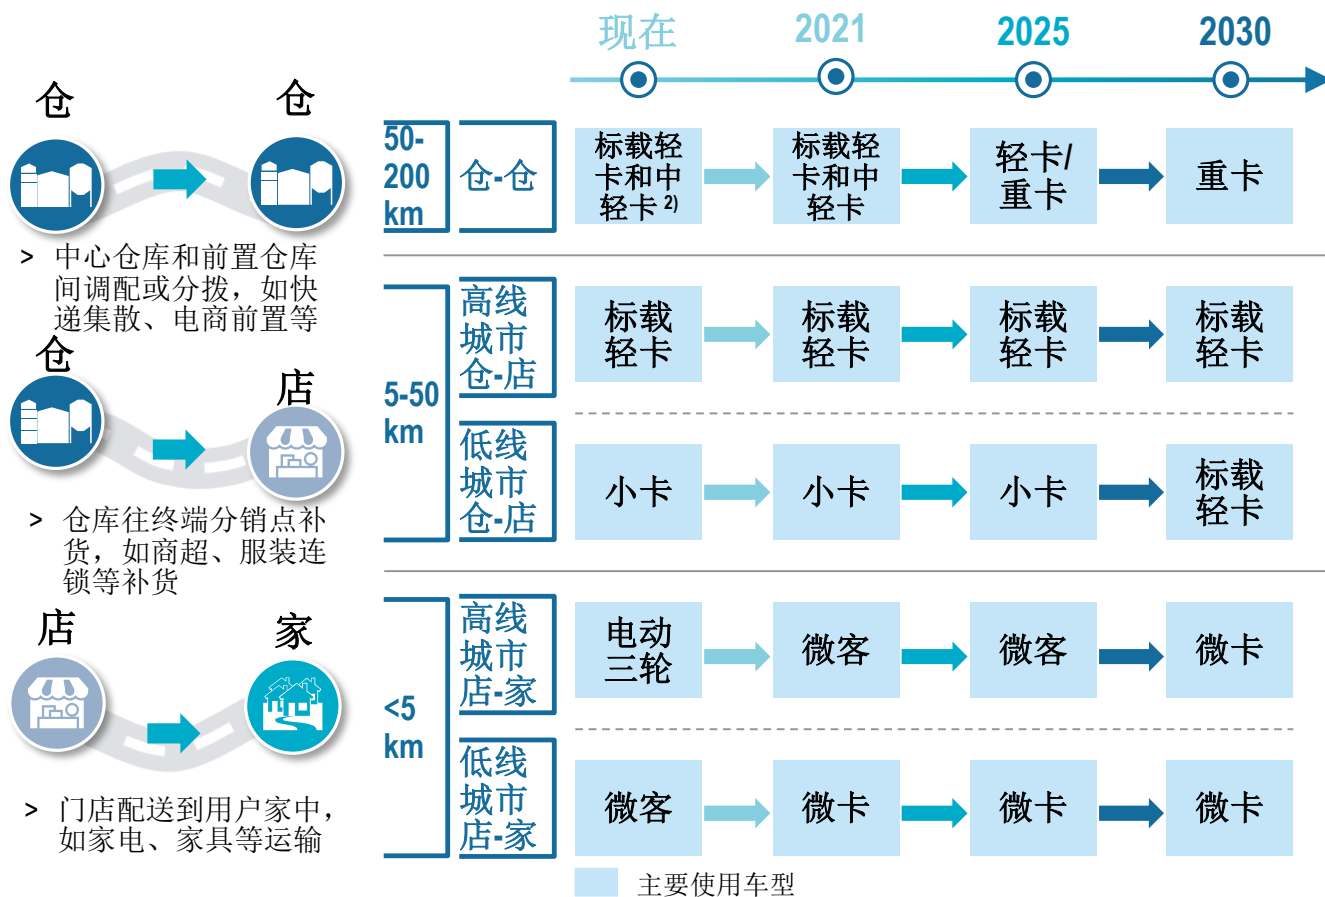 现在 2021 2025 2030
仓 仓
> 中心仓库和前置仓库
间调配或分拨，如快
递集散、电商前置等
仓
店
> 仓库往终端分销点补
货，如商超、服装连
锁等补货
店 家
> 门店配送到用户家中，
如家电、家具等运输
50-
200
km
仓-仓
标载轻
卡和中
轻卡 2)
标载轻
卡和中
轻卡
轻卡/
重卡
重卡
5-50
km
高线
城市
仓-店
标载
轻卡
标载
轻卡
标载
轻卡
标载
轻卡
低线
城市
仓-店
小卡
小卡
小卡
标载
轻卡
<5
km
高线
城市
店-家
电动
三轮
微客
微客
微卡
低线
城市
店-家
微客
微卡
微卡
微卡
主要使用车型